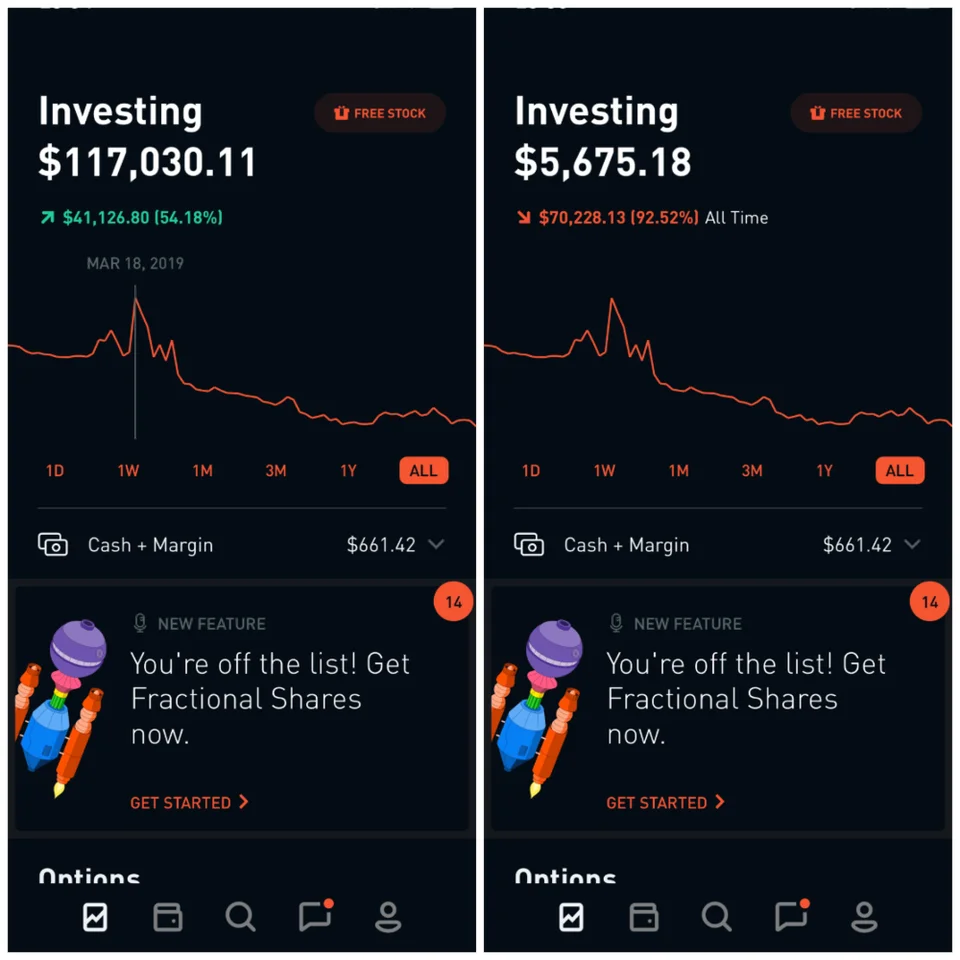 Investing
FREE STOCK
$117,030.11
$41,126.80 (54.18%)
MAR 18, 2019
1D 1W 1M 3M 1Y ALL
Cash + Margin $661.42
14
NEW FEATURE
You're off the list! Get
Fractional Shares
now.
GET STARTED
Options
Investing
FREE STOCK
$5,675.18
$70,228.13 (92.52%) All Time
1D 1W 1M 3M 1Y ALL
Cash + Margin $661.42
14
NEW FEATURE
You're off the list! Get
Fractional Shares
now.
GET STARTED
Options